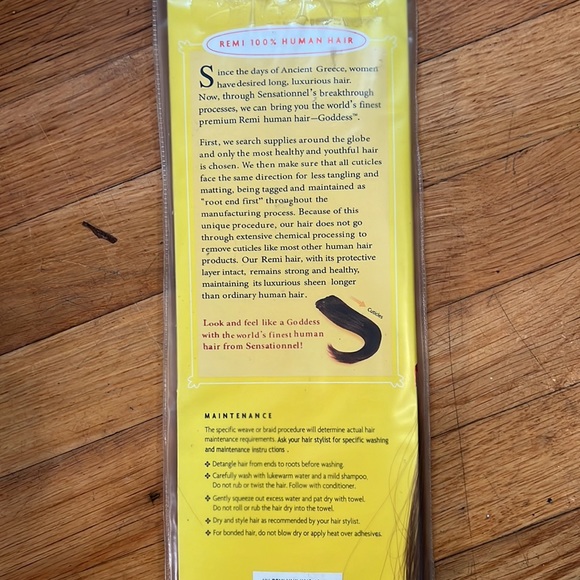 REMI 100% HUMAN HAIR
Since the days of Ancient Greece, women
have desired long, luxurious hair.
Now, through Sensationnel's breakthrough
processes, we can bring you the world's finest
premium Remi human hair—Goddess™.
First, we search supplies around the globe
and only the most healthy and youthful hair
is chosen. We then make sure that all cuticles
face the same direction for less tangling and
matting, being tagged and maintained as
"root end first" throughout the
manufacturing process. Because of this
unique procedure, our hair does not go
through extensive chemical processing to
remove cuticles like most other human hair
products. Our Remi hair, with its protective
layer intact, remains strong and healthy,
maintaining its luxurious sheen longer
than ordinary human hair.
Cuticles
Look and feel like a Goddess
with the world's finest human
hair from Sensationnel!
MAINTENANCE
The specific weave or braid procedure will determine actual hair
maintenance requirements. Ask your hair stylist for specific washing
and maintenance instructions.
✤ Detangle hair from ends to roots before washing.
✤ Carefully wash with lukewarm water and a mild shampoo.
Do not rub or twist the hair. Follow with conditioner.
✤ Gently squeeze out excess water and pat dry with towel.
Do not roll or rub the hair dry into the towel.
✤ Dry and style hair as recommended by your hair stylist.
✤ For bonded hair, do not blow dry or apply heat over adhesives.